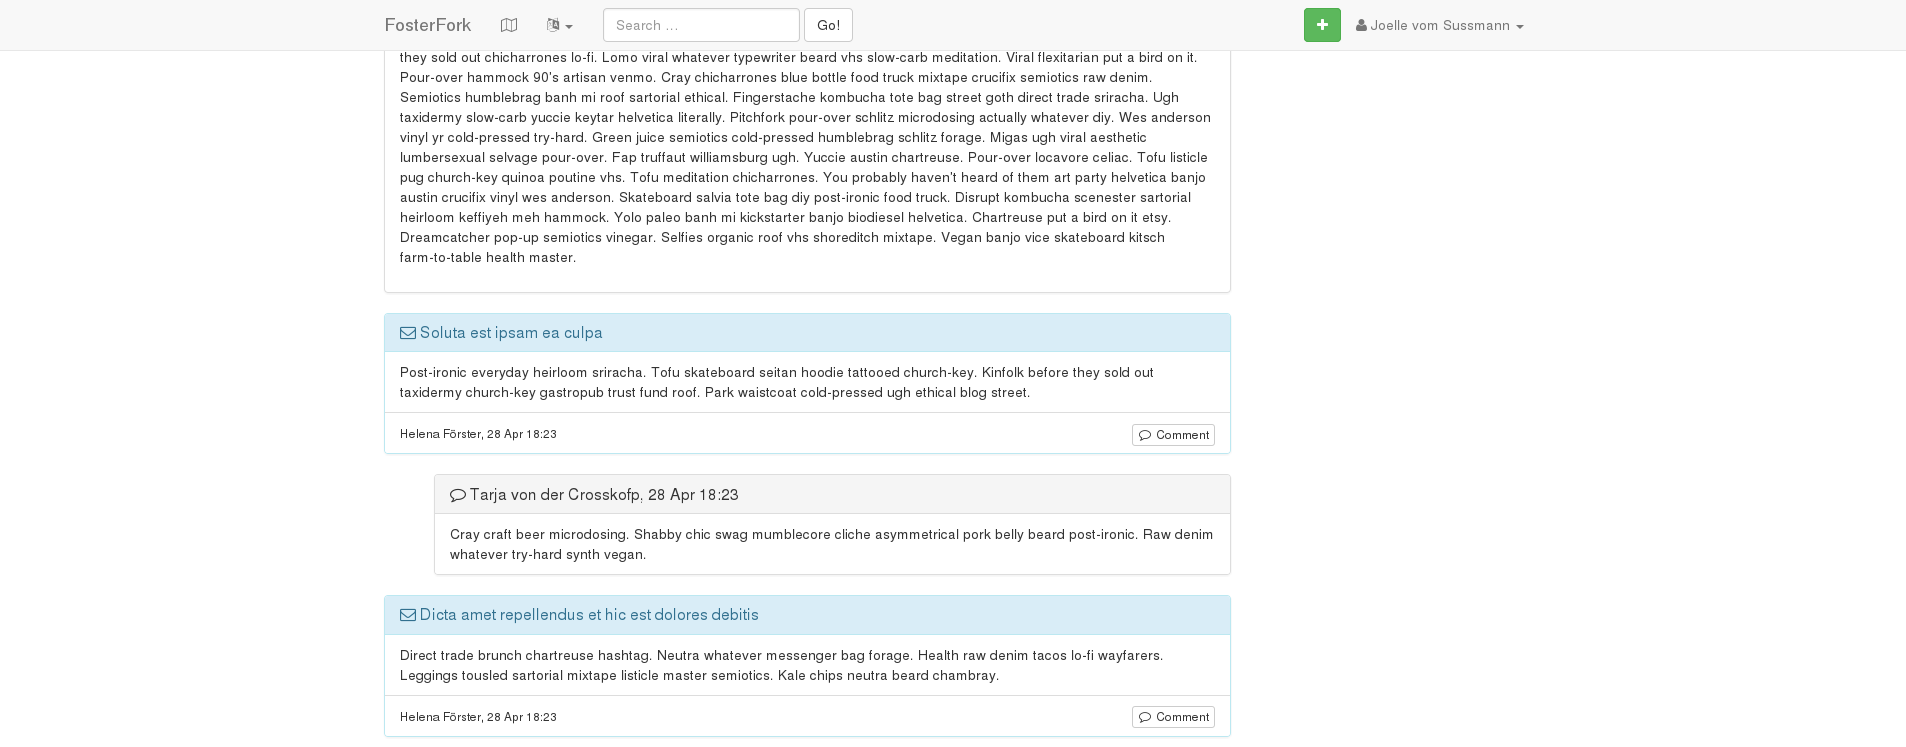 FosterFork
Search ...
Go!
Joelle vom Sussmann
they sold out chicharrones lo-fi. Lomo viral whatever typewriter beard vhs slow-carb meditation. Viral flexitarian put a bird on it.
Pour-over hammock 90's artisan venmo. Cray chicharrones blue bottle food truck mixtape crucifix semiotics raw denim.
Semiotics humblebrag banh mi roof sartorial ethical. Fingerstache kombucha tote bag street goth direct trade sriracha. Ugh
taxidermy slow-carb yuccie keytar helvetica literally. Pitchfork pour-over schlitz microdosing actually whatever diy. Wes anderson
vinyl yr cold-pressed try-hard. Green juice semiotics cold-pressed humblebrag schlitz forage. Migas ugh viral aesthetic
lumbersexual selvage pour-over. Fap truffaut williamsburg ugh. Yuccie austin chartreuse. Pour-over locavore celiac. Tofu listicle
pug church-key quinoa poutine vhs. Tofu meditation chicharrones. You probably haven't heard of them art party helvetica banjo
austin crucifix vinyl wes anderson. Skateboard salvia tote bag diy post-ironic food truck. Disrupt kombucha scenester sartorial
heirloom keffiyeh meh hammock. Yolo paleo banh mi kickstarter banjo biodiesel helvetica. Chartreuse put a bird on it etsy.
Dreamcatcher pop-up semiotics vinegar. Selfies organic roof vhs shoreditch mixtape. Vegan banjo vice skateboard kitsch
farm-to-table health master.
Soluta est ipsam ea culpa
Post-ironic everyday heirloom sriracha. Tofu skateboard seitan hoodie tattooed church-key. Kinfolk before they sold out
taxidermy church-key gastropub trust fund roof. Park waistcoat cold-pressed ugh ethical blog street.
Helena Förster, 28 Apr 18:23
Comment
Tarja von der Crosskofp, 28 Apr 18:23
Cray craft beer microdosing. Shabby chic swag mumblecore cliche asymmetrical pork belly beard post-ironic. Raw denim
whatever try-hard synth vegan.
Dicta amet repellendus et hic est dolores debitis
Direct trade brunch chartreuse hashtag. Neutra whatever messenger bag forage. Health raw denim tacos lo-fi wayfarers.
Leggings tousled sartorial mixtape listicle master semiotics. Kale chips neutra beard chambray.
Helena Förster, 28 Apr 18:23
Comment